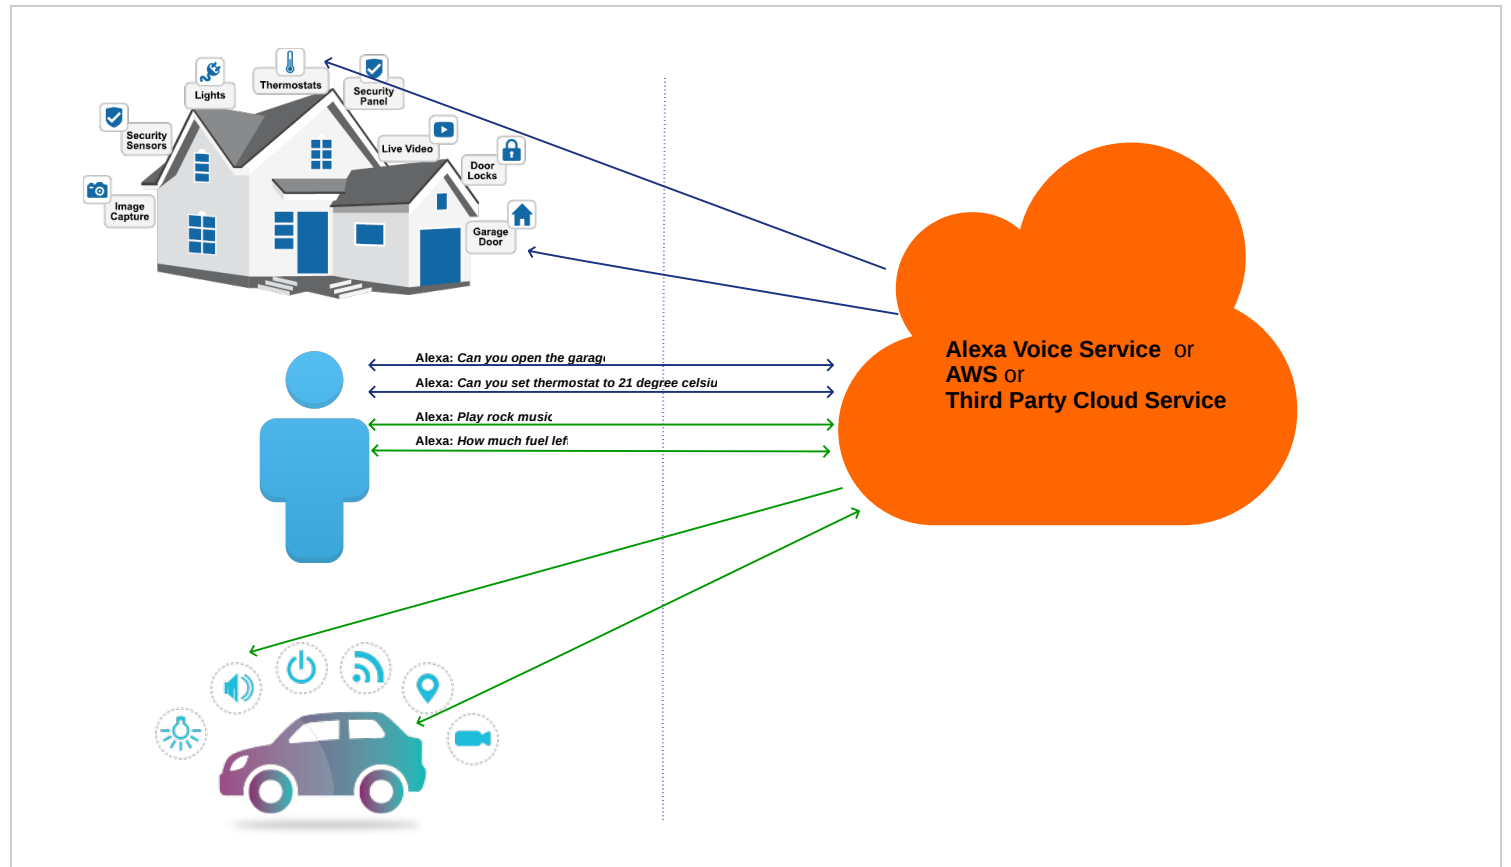 Thermostats
Lights
Security
Panel
Security
Sensors
Live Video
Door
Locks
Image
Capture
Garage
Door
Alexa: Can you open the garage
Alexa: Can you set thermostat to 21 degree celsiu
Alexa: Play rock music
Alexa: How much fuel left
Alexa Voice Service or
AWS or
Third Party Cloud Service